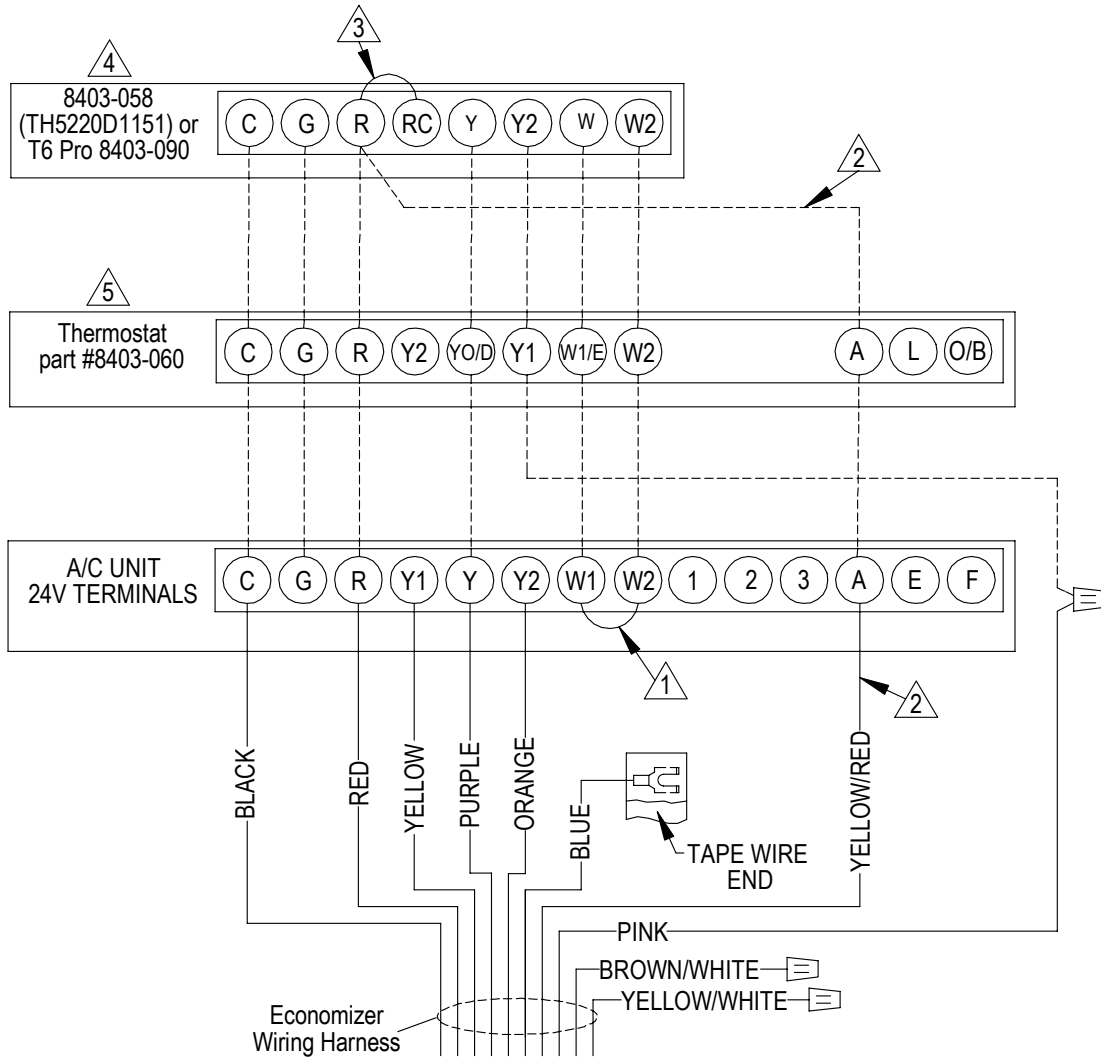 3
4
8403-058
(TH5220D1151) or
T6 Pro 8403-090
C G R RC Y Y2 W W2
2
5
Thermostat
part #8403-060
C G R Y2 YO/D Y1 W1/E W2 A L O/B
A/C UNIT
24V TERMINALS
C G R Y1 Y Y2 W1 W2 1 2 3 A E F
1
2
BLACK
RED
YELLOW
PURPLE
ORANGE
BLUE
YELLOW/RED
TAPE WIRE
END
PINK
BROWN/WHITE
YELLOW/WHITE
Economizer
Wiring Harness